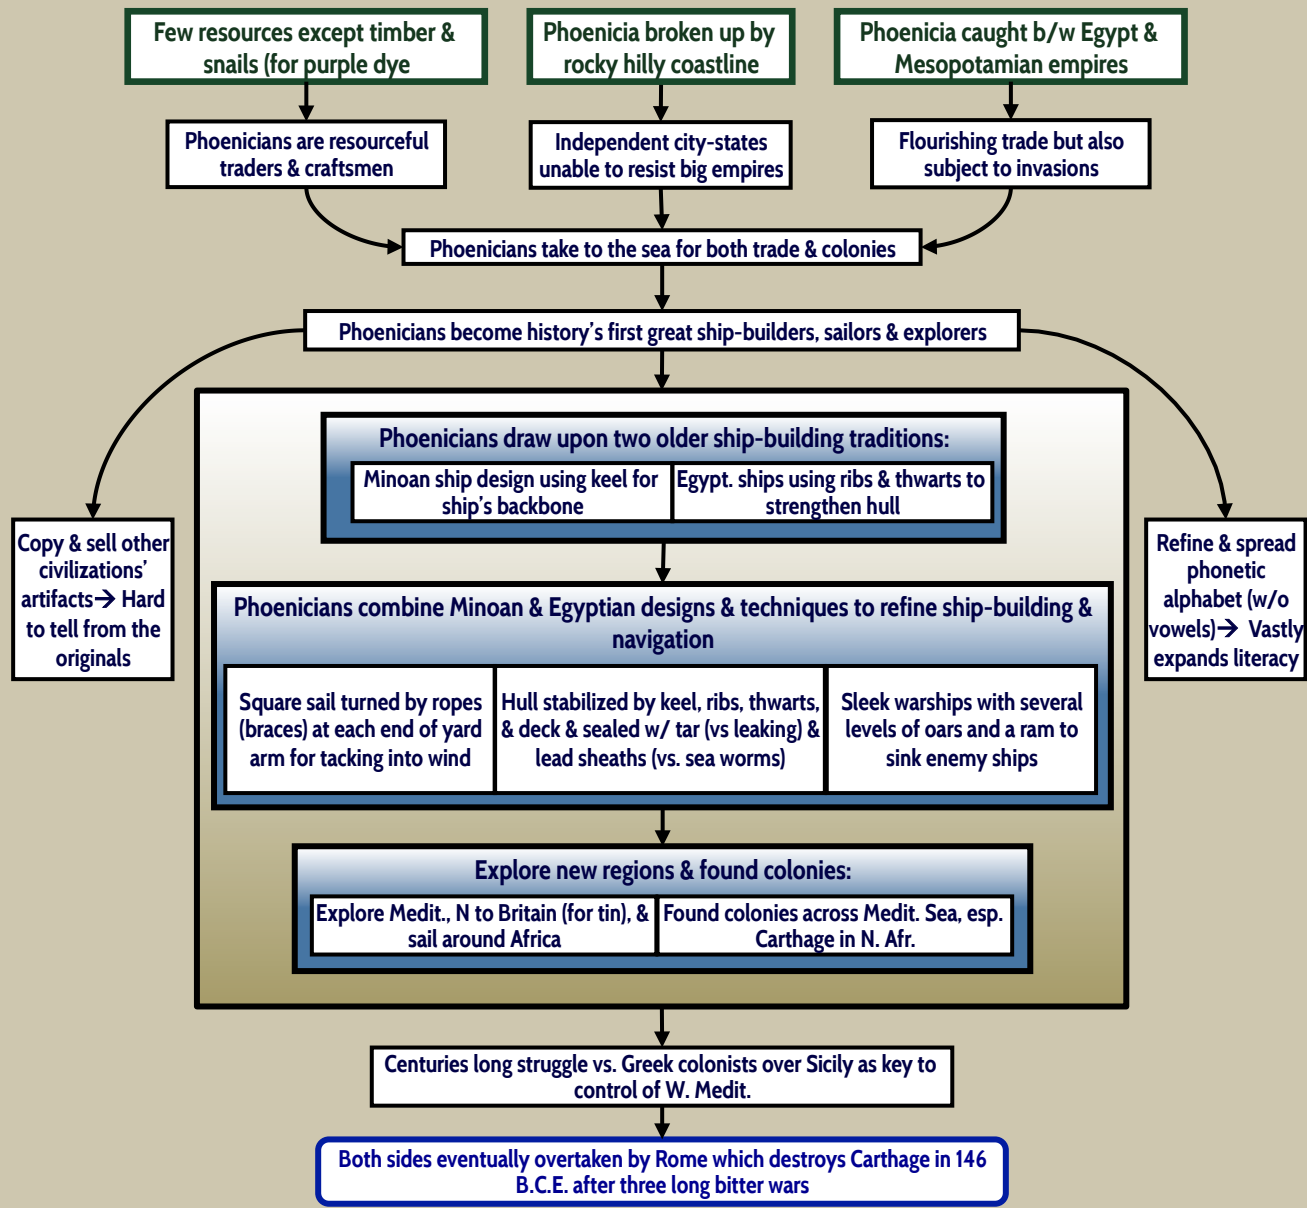 Few resources except timber &
snails (for purple dye
Phoenicia broken up by
rocky hilly coastline
Phoenicia caught b/w Egypt &
Mesopotamian empires
Phoenicians are resourceful
traders & craftsmen
Independent city-states
unable to resist big empires
Flourishing trade but also
subject to invasions
Phoenicians take to the sea for both trade & colonies
Phoenicians become history's first great ship-builders, sailors & explorers
Phoenicians draw upon two older ship-building traditions:
Minoan ship design using keel for
ship's backbone
Egypt. ships using ribs & thwarts to
strengthen hull
Copy & sell other
civilizations'
artifacts→ Hard
to tell from the
originals
Refine & spread
phonetic
alphabet (w/o
vowels)→ Vastly
expands literacy
Phoenicians combine Minoan & Egyptian designs & techniques to refine ship-building &
navigation
Square sail turned by ropes
(braces) at each end of yard
arm for tacking into wind
Hull stabilized by keel, ribs, thwarts,
& deck & sealed w/ tar (vs leaking) &
lead sheaths (vs. sea worms)
Sleek warships with several
levels of oars and a ram to
sink enemy ships
Explore new regions & found colonies:
Explore Medit., N to Britain (for tin), &
sail around Africa
Found colonies across Medit. Sea, esp.
Carthage in N. Afr.
Centuries long struggle vs. Greek colonists over Sicily as key to
control of W. Medit.
Both sides eventually overtaken by Rome which destroys Carthage in 146
B.C.E. after three long bitter wars